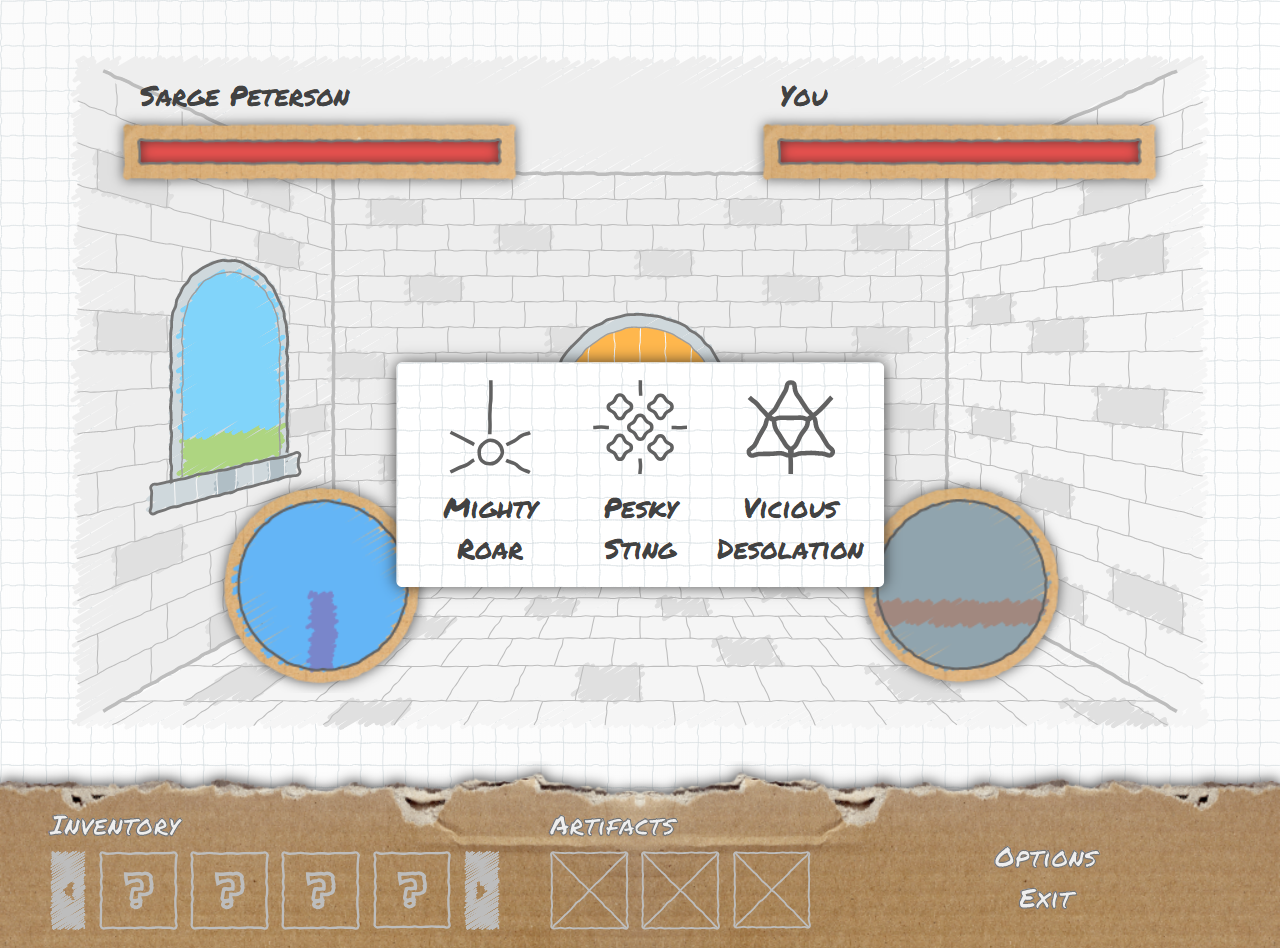 Sarge Peterson
You
Mighty
Roar
Pesky
Sting
Vicious
Desolation
Inventory
? ? ? ?
Artifacts
Options
Exit